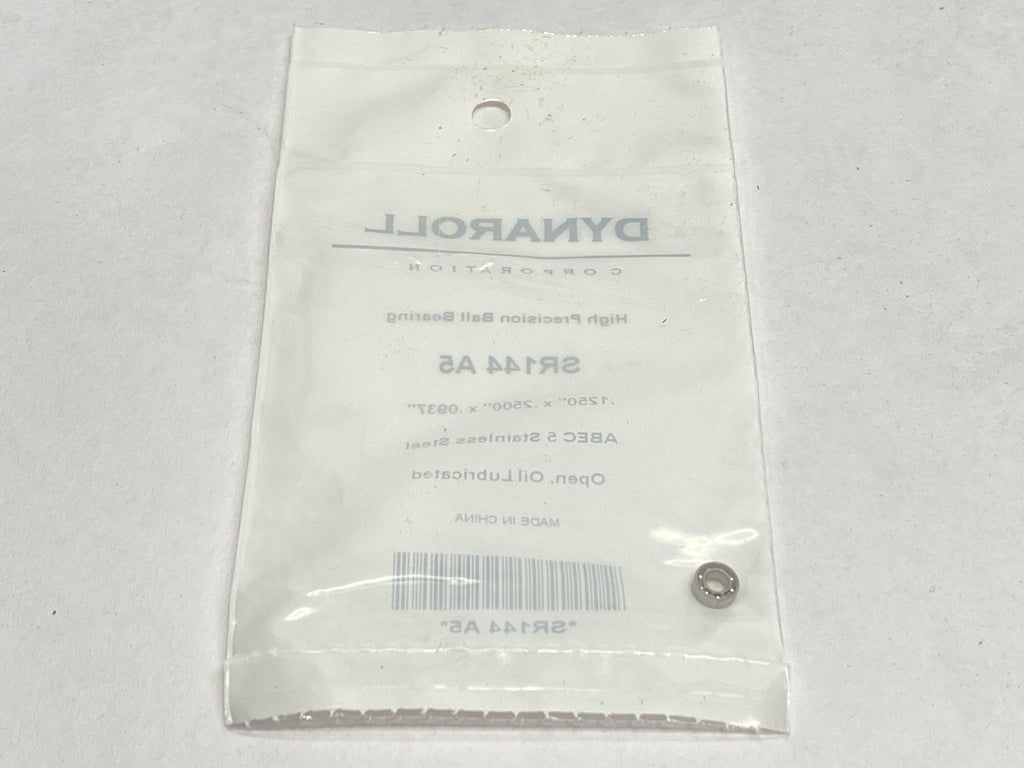 DYNAROLL
CORPORATION
High Precision Ball Bearing
SR144 A5
.1250" x .2500" x .0937"
ABEC 5 Stainless Steel
Open, Oil Lubricated
MADE IN CHINA
*SR144 A5*